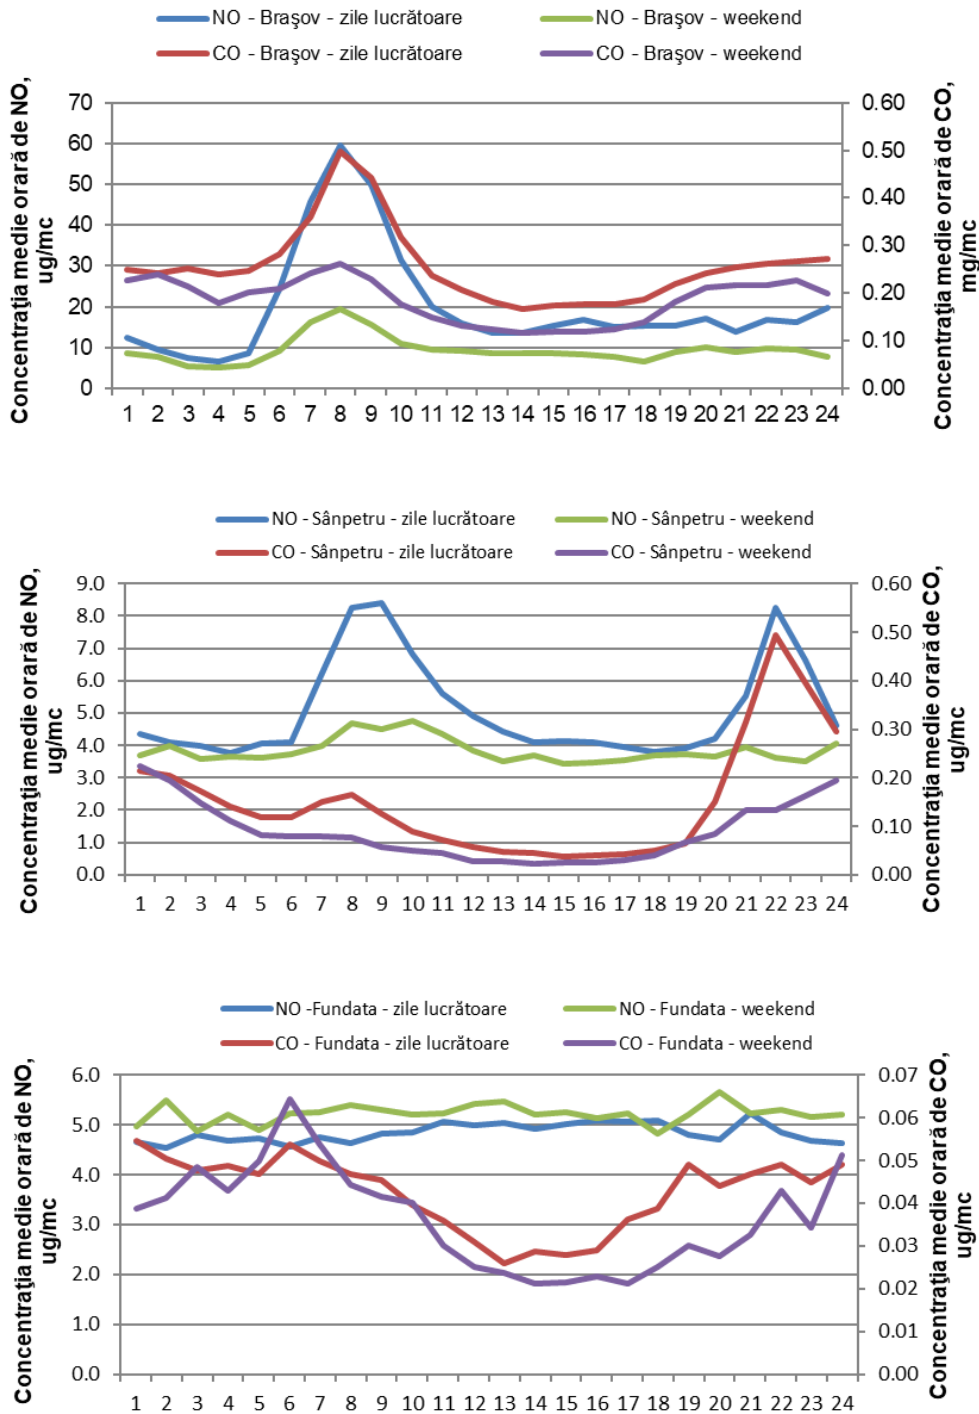 NO - Braşov - zile lucrătoare
NO - Braşov - weekend
CO - Braşov - zile lucrătoare
CO - Braşov - weekend
Concentraţia medie orară de NO,
ug/mc
70
60
50
40
30
20
10
0
0.60
0.50
0.40
0.30
0.20
0.10
0.00
Concentraţia medie orară de CO,
mg/mc
1 2 3 4 5 6 7 8 9 10 11 12 13 14 15 16 17 18 19 20 21 22 23 24
NO - Sânpetru - zile lucrătoare
NO - Sânpetru - weekend
CO - Sânpetru - zile lucrătoare
CO - Sânpetru - weekend
Concentraţia medie orară de NO,
ug/mc
9.0
8.0
7.0
6.0
5.0
4.0
3.0
2.0
1.0
0.0
0.60
0.50
0.40
0.30
0.20
0.10
0.00
Concentraţia medie orară de CO,
ug/mc
1 2 3 4 5 6 7 8 9 10 11 12 13 14 15 16 17 18 19 20 21 22 23 24
NO -Fundata - zile lucrătoare
NO - Fundata - weekend
CO - Fundata - zile lucrătoare
CO - Fundata - weekend
Concentraţia medie orară de NO,
ug/mc
6.0
5.0
4.0
3.0
2.0
1.0
0.0
0.07
0.06
0.05
0.04
0.03
0.02
0.01
0.00
Concentraţia medie orară de CO,
ug/mc
1 2 3 4 5 6 7 8 9 10 11 12 13 14 15 16 17 18 19 20 21 22 23 24